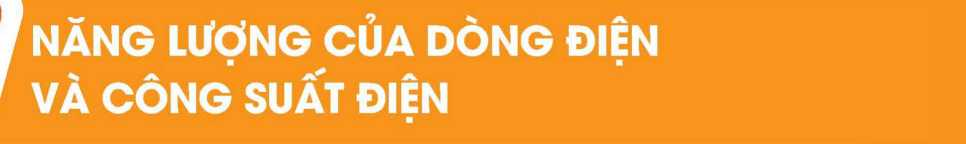 NĂNG LƯỢNG CỦA DÒNG ĐIỆN
VÀ CÔNG SUẤT ĐIỆN